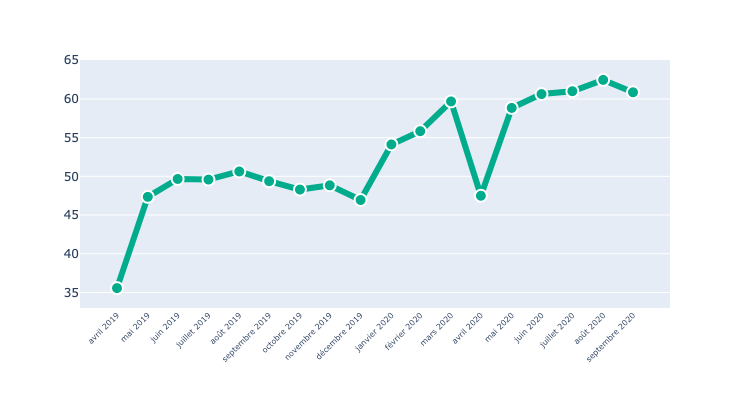 65
60
55
50
45
40
35
avril 2019
mai 2019
juin 2019
juillet 2019
août 2019
septembre 2019
octobre 2019
novembre 2019
décembre 2019
janvier 2020
février 2020
mars 2020
avril 2020
mai 2020
juin 2020
juillet 2020
août 2020
septembre 2020